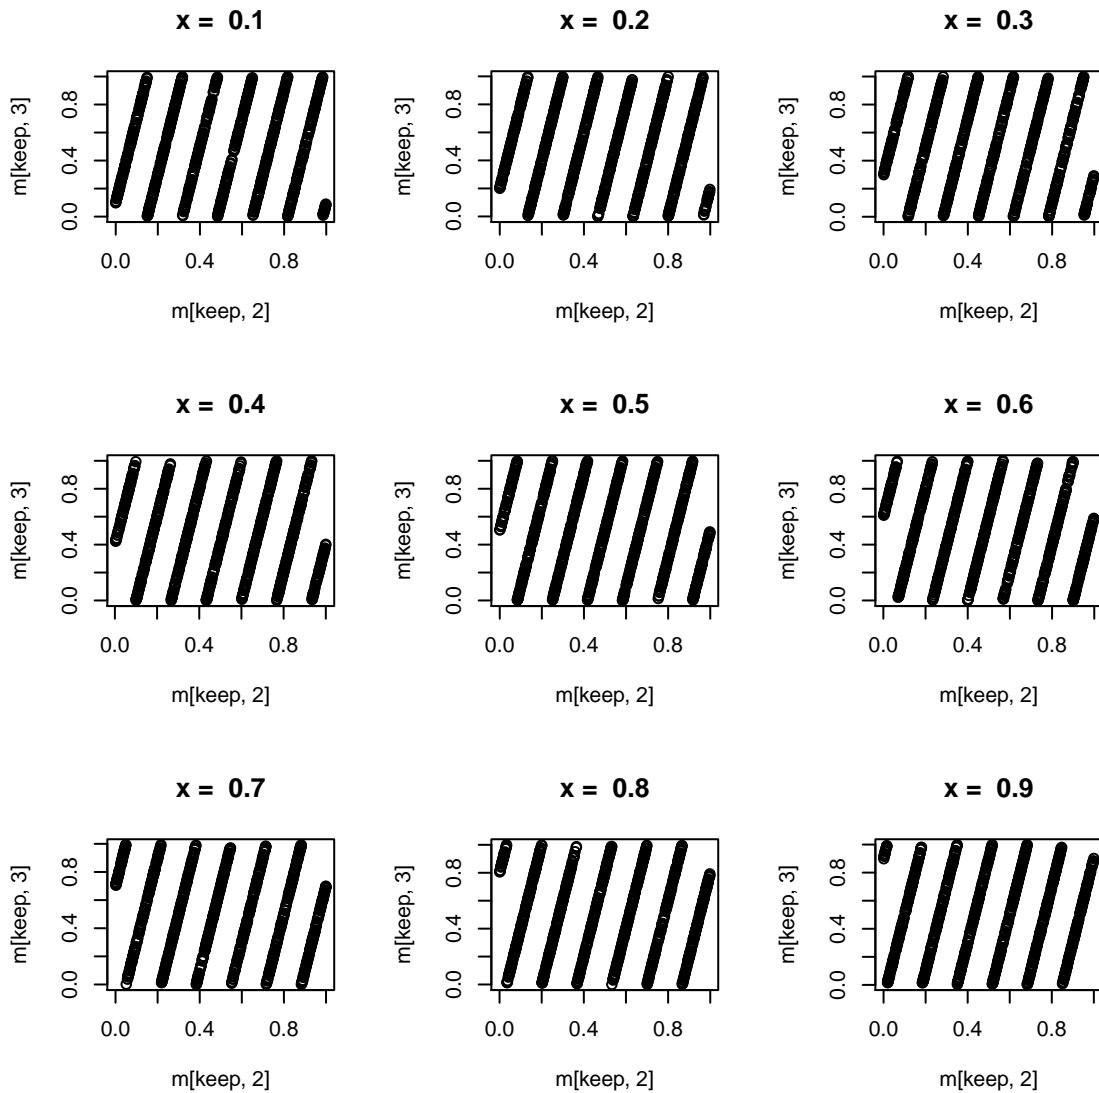 x = 0.1
m[keep, 3]
0.0 0.4 0.8
0.0 0.4 0.8
m[keep, 2]
x = 0.2
m[keep, 3]
0.0 0.4 0.8
0.0 0.4 0.8
m[keep, 2]
x = 0.3
m[keep, 3]
0.0 0.4 0.8
0.0 0.4 0.8
m[keep, 2]
x = 0.4
m[keep, 3]
0.0 0.4 0.8
0.0 0.4 0.8
m[keep, 2]
x = 0.5
m[keep, 3]
0.0 0.4 0.8
0.0 0.4 0.8
m[keep, 2]
x = 0.6
m[keep, 3]
0.0 0.4 0.8
0.0 0.4 0.8
m[keep, 2]
x = 0.7
m[keep, 3]
0.0 0.4 0.8
0.0 0.4 0.8
m[keep, 2]
x = 0.8
m[keep, 3]
0.0 0.4 0.8
0.0 0.4 0.8
m[keep, 2]
x = 0.9
m[keep, 3]
0.0 0.4 0.8
0.0 0.4 0.8
m[keep, 2]